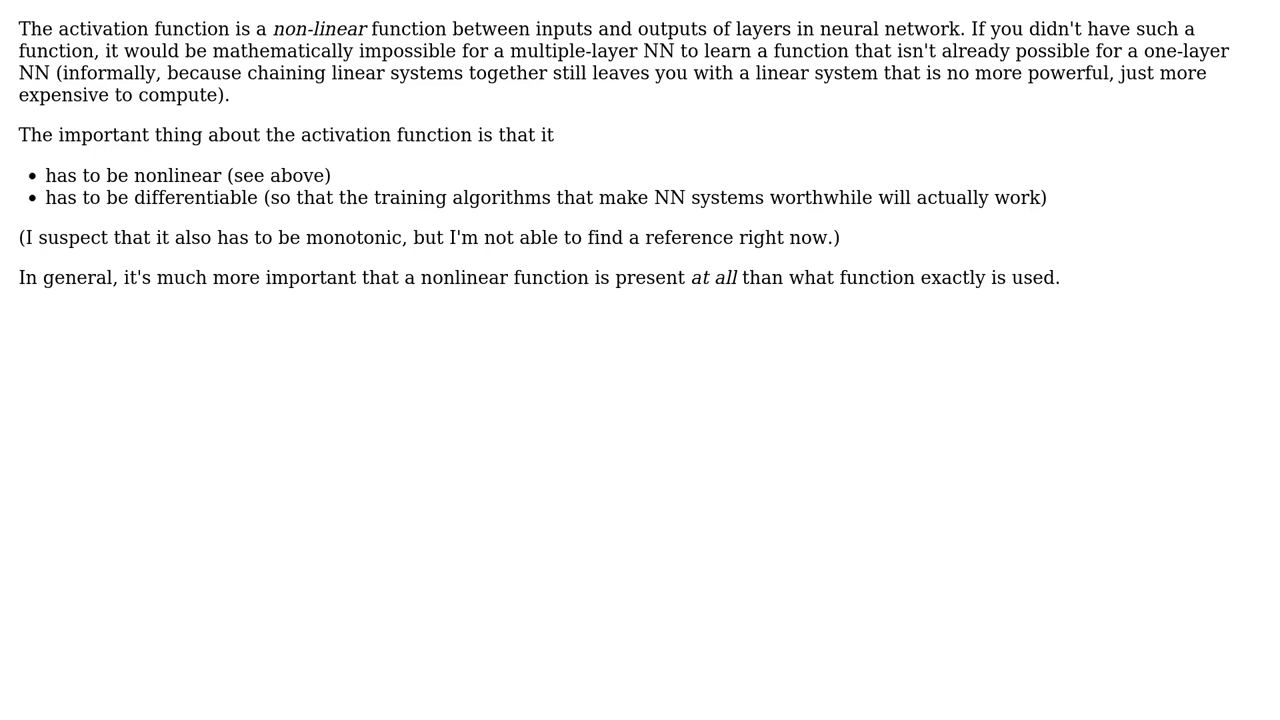 The activation function is a non-linear function between inputs and outputs of layers in neural network. If you didn't have such a
function, it would be mathematically impossible for a multiple-layer NN to learn a function that isn't already possible for a one-layer
NN (informally, because chaining linear systems together still leaves you with a linear system that is no more powerful, just more
expensive to compute).
The important thing about the activation function is that it
• has to be nonlinear (see above)
• has to be differentiable (so that the training algorithms that make NN systems worthwhile will actually work)
(I suspect that it also has to be monotonic, but I'm not able to find a reference right now.)
In general, it's much more important that a nonlinear function is present at all than what function exactly is used.